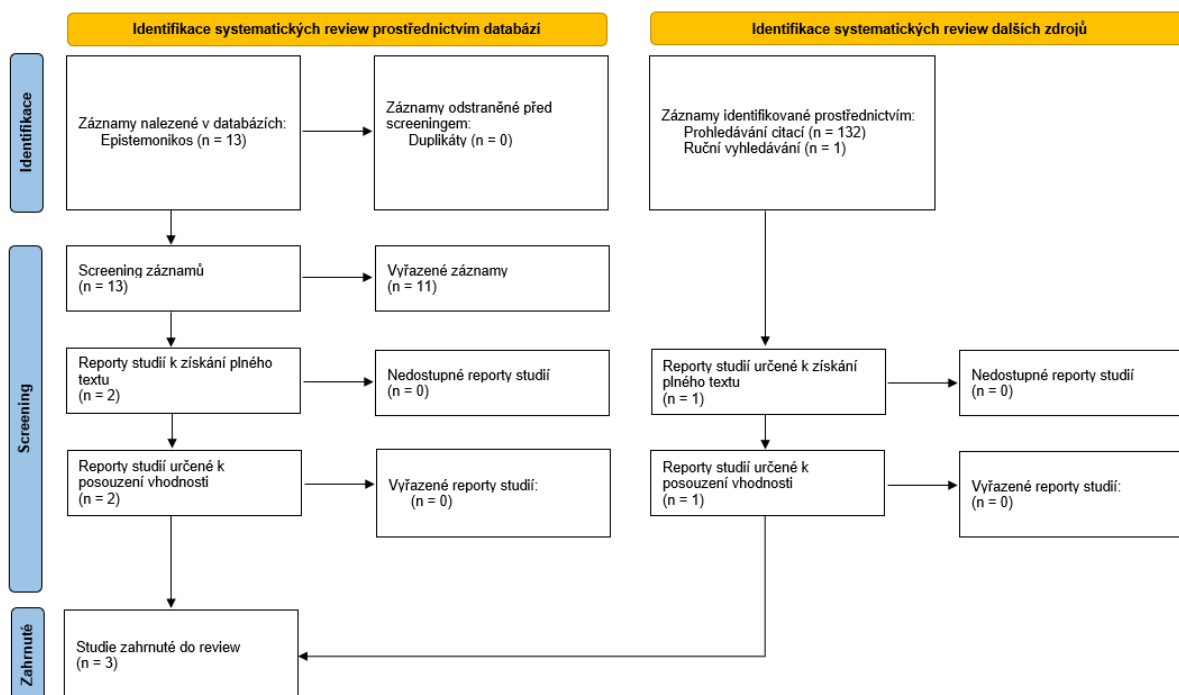 Identifikace systematických review prostřednictvím databází
Identifikace systematických review dalších zdrojů
Identifikace
Záznamy nalezené v databázích:
Epistemonikos (n = 13)
Záznamy odstraněné před
screeningem:
Duplikáty (n = 0)
Záznamy identifikované prostřednictvím:
Prohledávání citací (n = 132)
Ruční vyhledávání (n = 1)
Screening
Screening záznamů
(n = 13)
Vyřazené záznamy
(n = 11)
Reporty studií k získání plného
textu
(n = 2)
Nedostupné reporty studií
(n = 0)
Reporty studií určené k získání
plného textu
(n = 1)
Nedostupné reporty studií
(n = 0)
Reporty studií určené k
posouzení vhodnosti
(n = 2)
Vyřazené reporty studií:
(n = 0)
Reporty studií určené k
posouzení vhodnosti
(n = 1)
Vyřazené reporty studií:
(n = 0)
Zahrnuté
Studie zahrnuté do review
(n = 3)